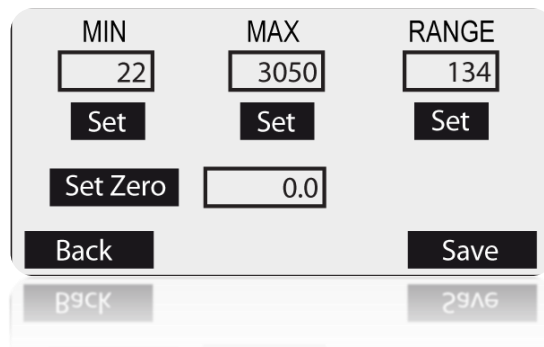 MIN MAX RANGE
22 3050 134
Set Set Set
Set Zero 0.0
Back Save